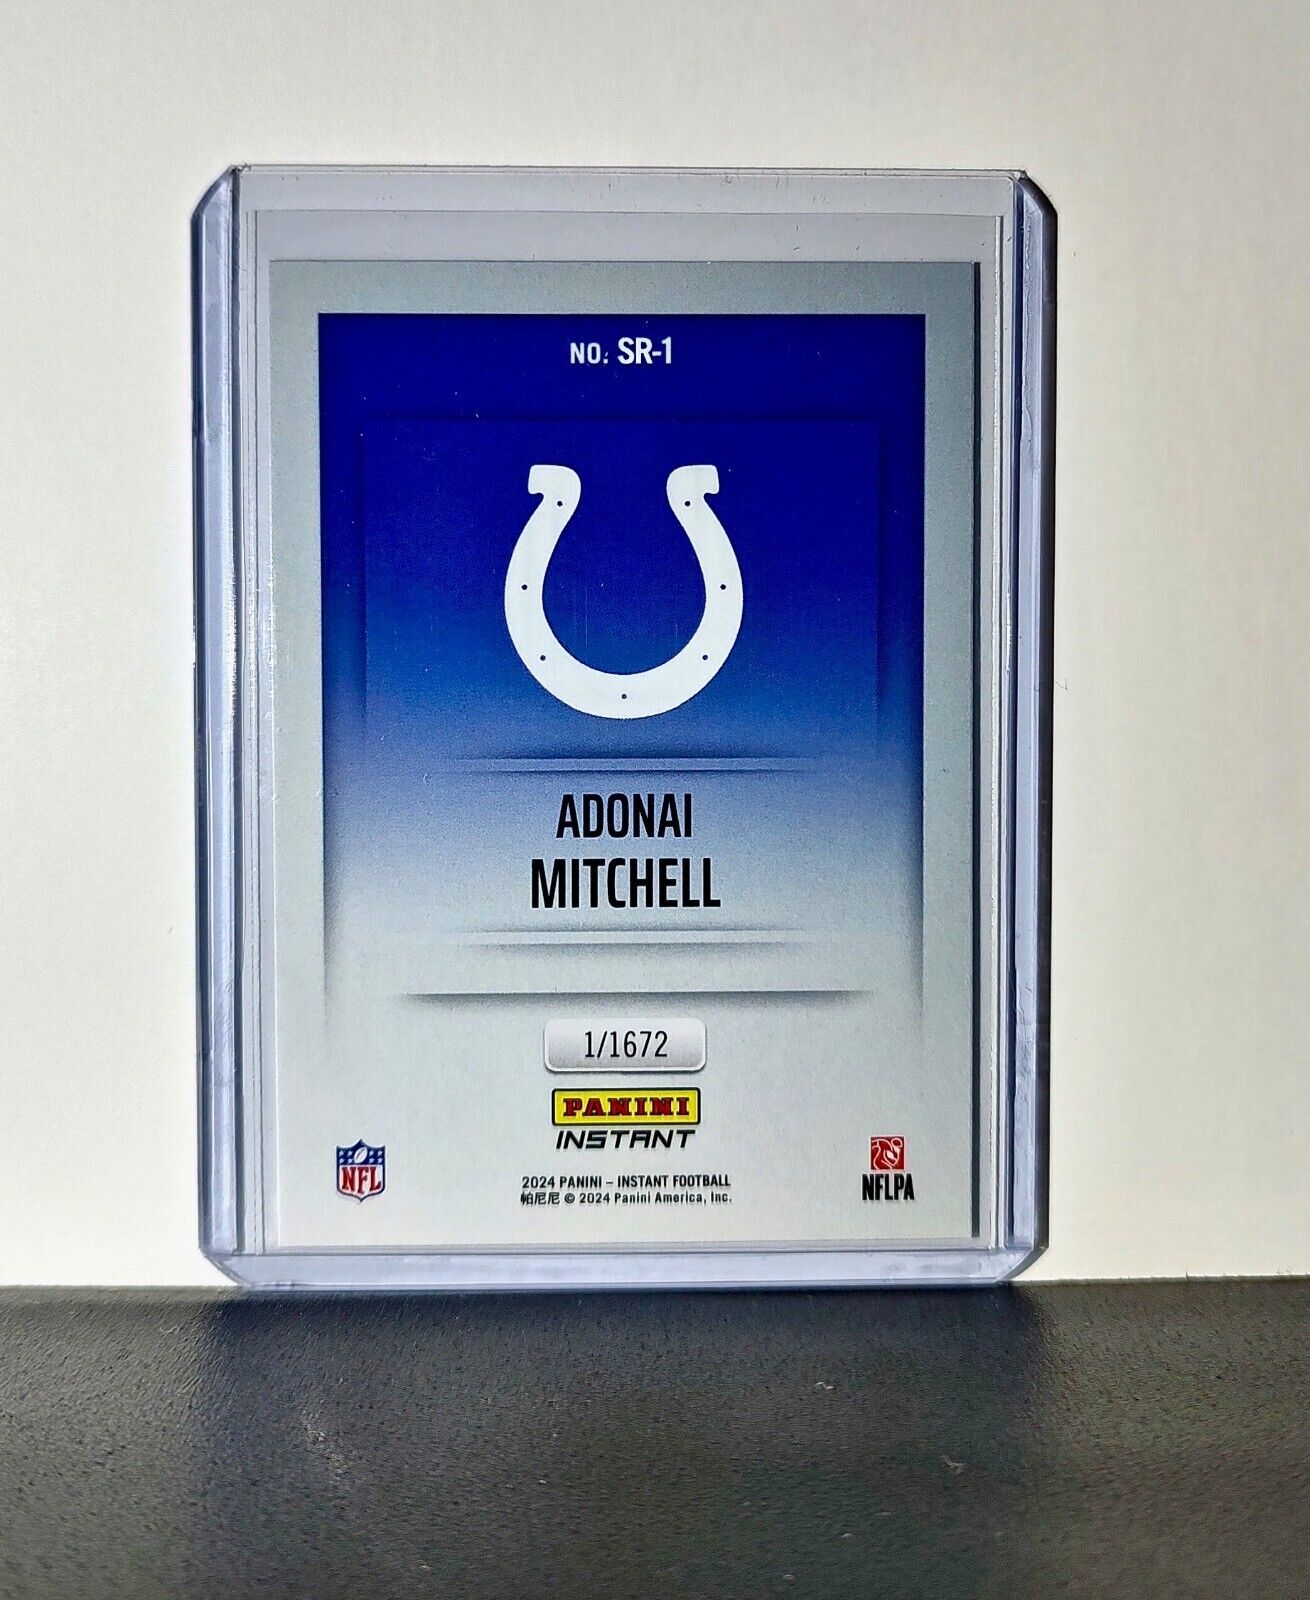 NO. SR-1
ADONAI
MITCHELL
1/1672
PANINI
INSTANT
NFL
2024 PANINI – INSTANT FOOTBALL
帕尼尼 © 2024 Panini America, Inc.
NFLPA